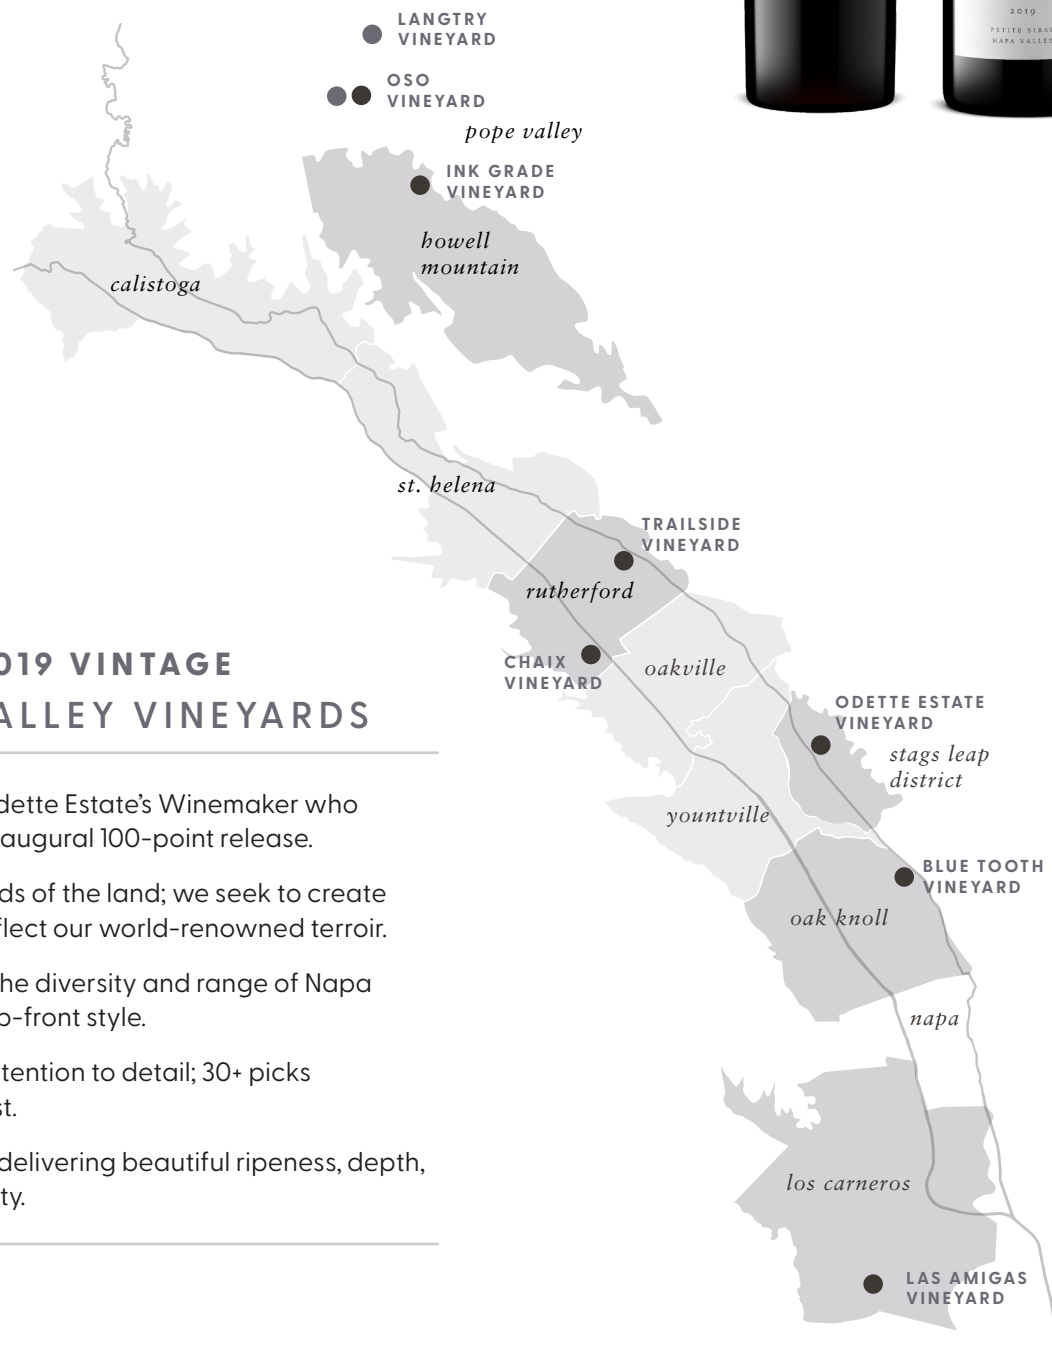 LANGTRY
VINEYARD
2019
PETITE SIRAH
NAPA VALLEY
OSO
VINEYARD
pope valley
INK GRADE
VINEYARD
howell
mountain
calistoga
st. helena
TRAILSIDE
VINEYARD
rutherford
CHAIX
VINEYARD
oakville
019 VINTAGE
ALLEY VINEYARDS
ODETTE ESTATE
VINEYARD
stags leap
district
dette Estate’s Winemaker who
augural 100-point release.
yountville
BLUE TOOTH
VINEYARD
ds of the land; we seek to create
flect our world-renowned terroir.
oak knoll
he diversity and range of Napa
o-front style.
napa
tention to detail; 30+ picks
st.
delivering beautiful ripeness, depth,
ty.
los carneros
LAS AMIGAS
VINEYARD